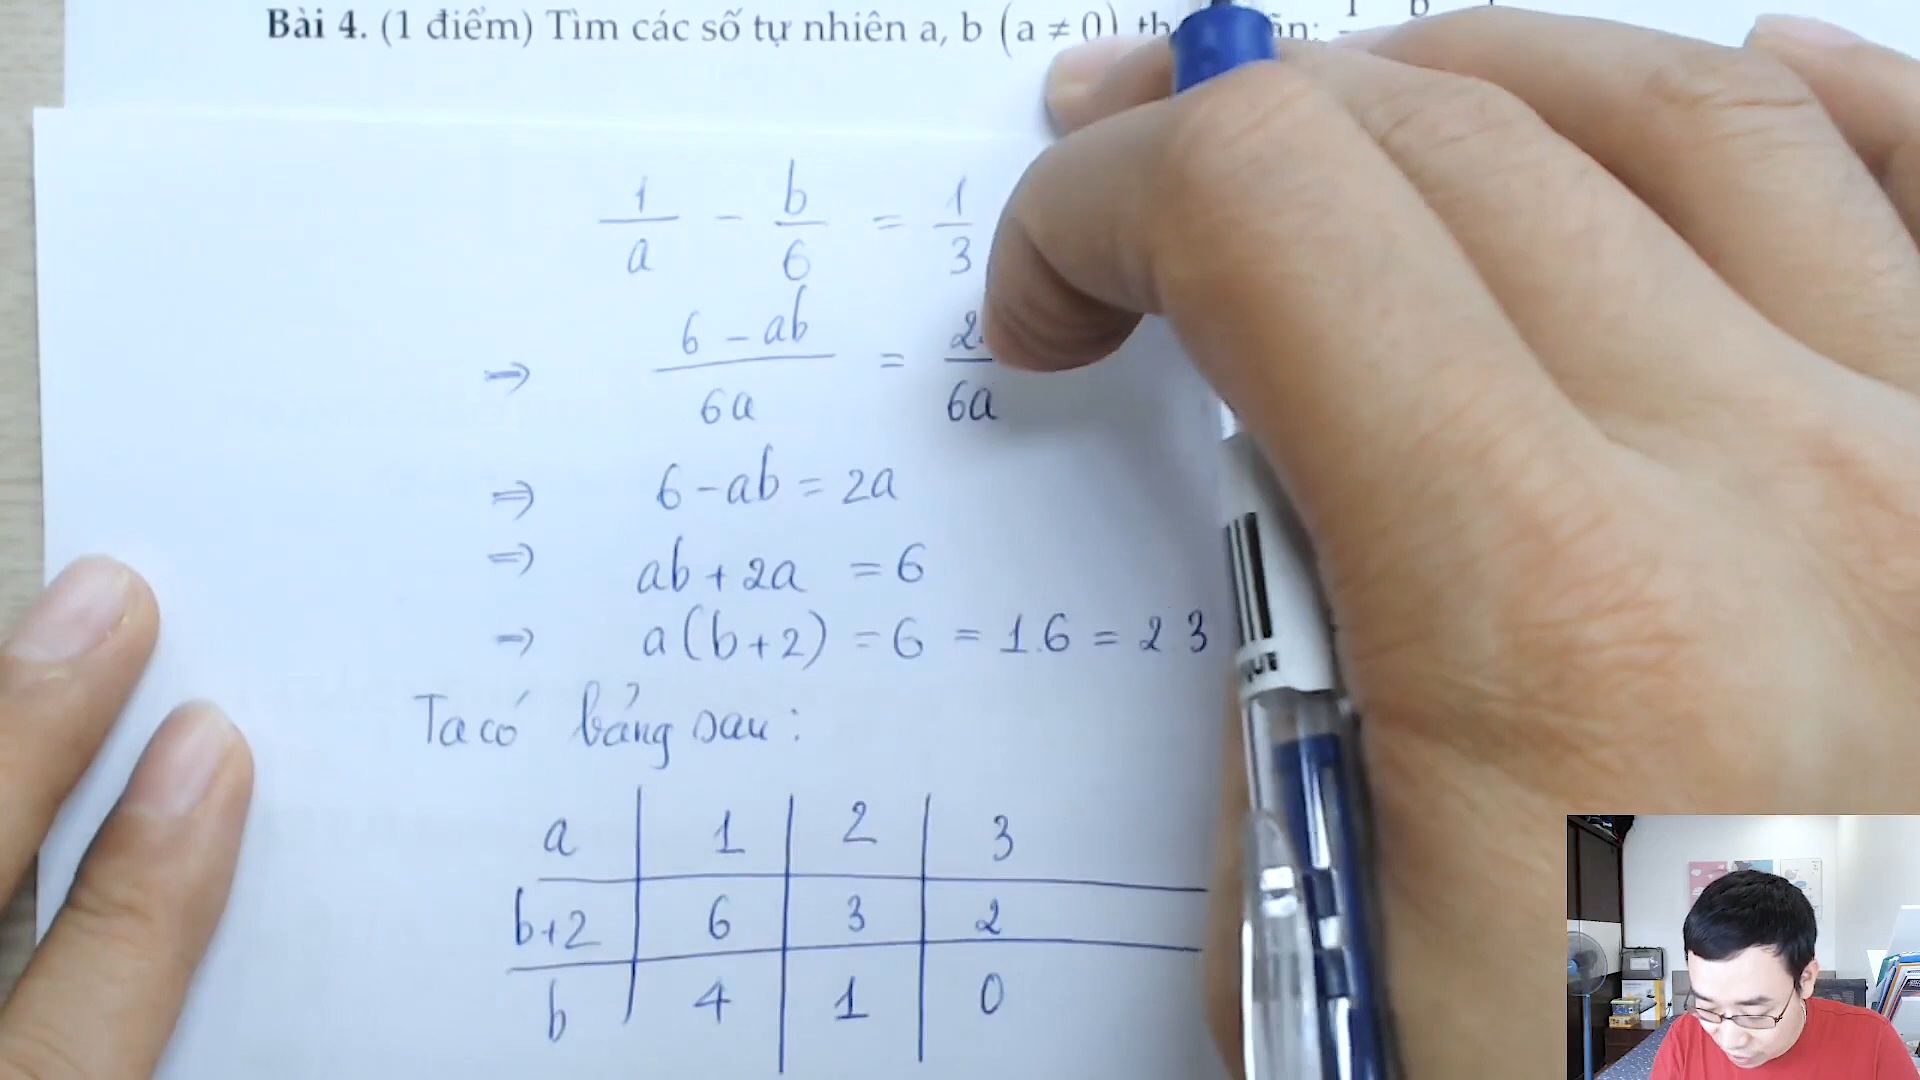 Bài 4. (1 điểm) Tìm các số tự nhiên a, b (a ≠ 0)
1/a - b/6 = 1/3
⇒ (6 - ab)/6a = 2/6a
⇒ 6 - ab = 2a
⇒ ab + 2a = 6
⇒ a(b+2) = 6 = 1.6 = 2 3
Ta có bảng sau:
a | 1 | 2 | 3
b+2 | 6 | 3 | 2
b | 4 | 1 | 0